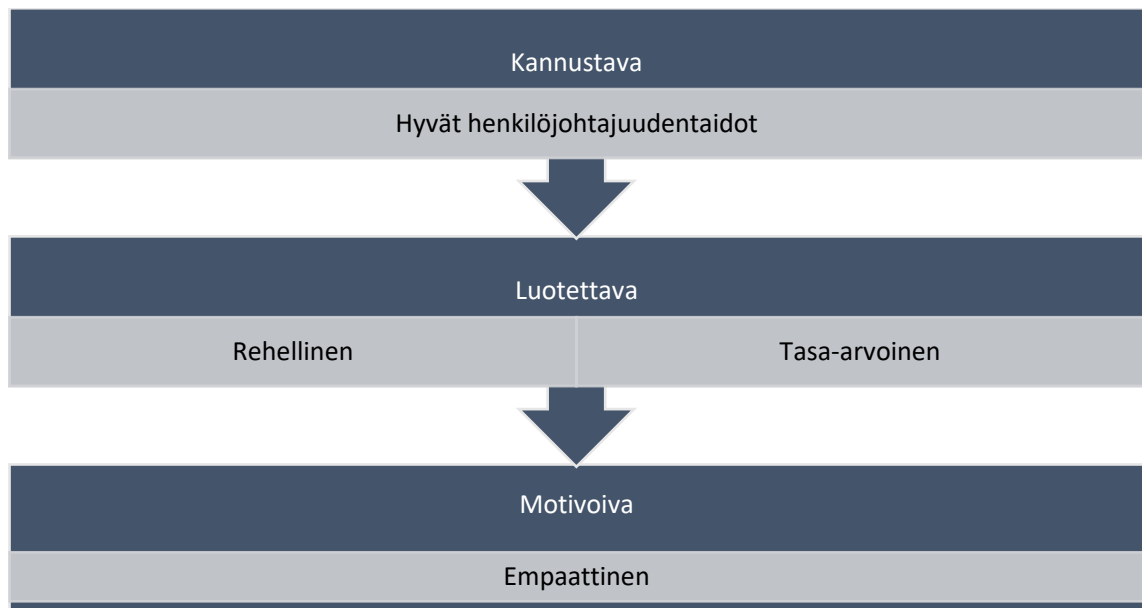 Kannustava
Hyvät henkilöjohtajuudentaidot
Luotettava
Rehellinen
Tasa-arvoinen
Motivoiva
Empaattinen